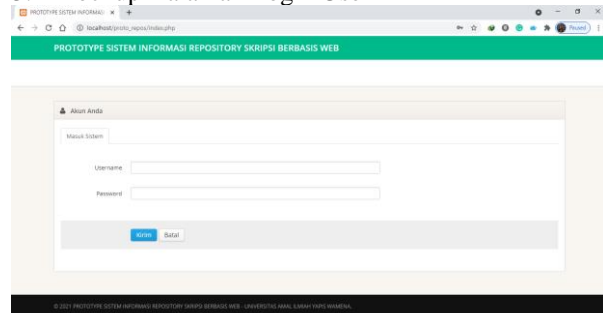 PROTOTYPE SISTEM INFORMASI
localhost/proto_repos/index.php
Paused
PROTOTYPE SISTEM INFORMASI REPOSITORY SKRIPSI BERBASIS WEB
Akun Anda
Masuk Sistem
Username
Password
Kirim Batal
© 2021 PROTOTYPE SISTEM INFORMASI REPOSITORY SKRIPSI BERBASIS WEB - UNIVERSITAS AMAL ILMIAH YAPIS WAMENA.